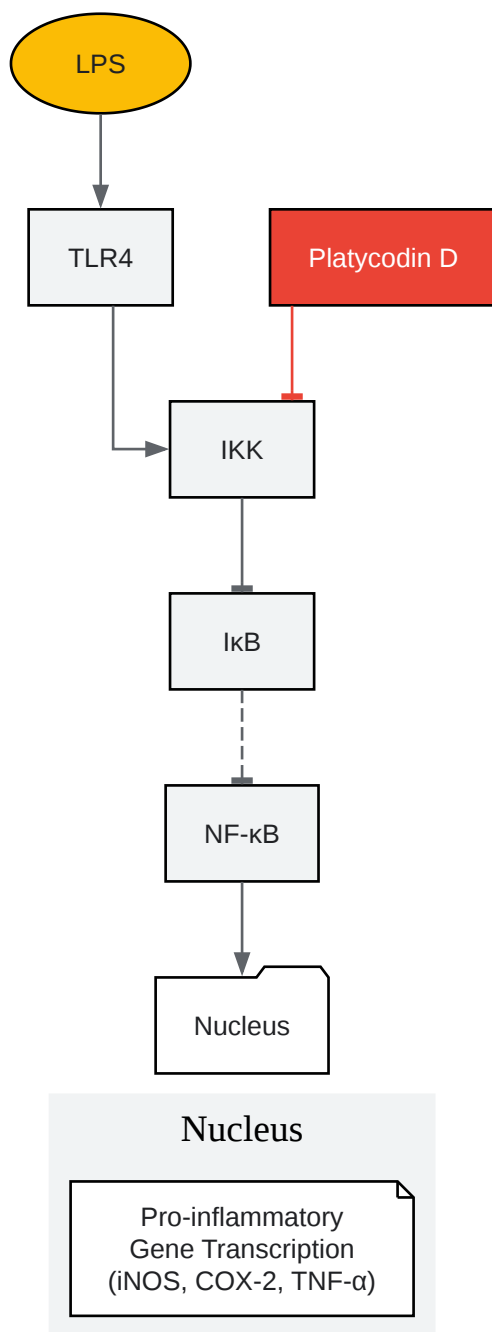 LPS
TLR4
Platycodin D
IKK
IκB
NF-κB
Nucleus
Nucleus
Pro-inflammatory
Gene Transcription
(iNOS, COX-2, TNF-α)